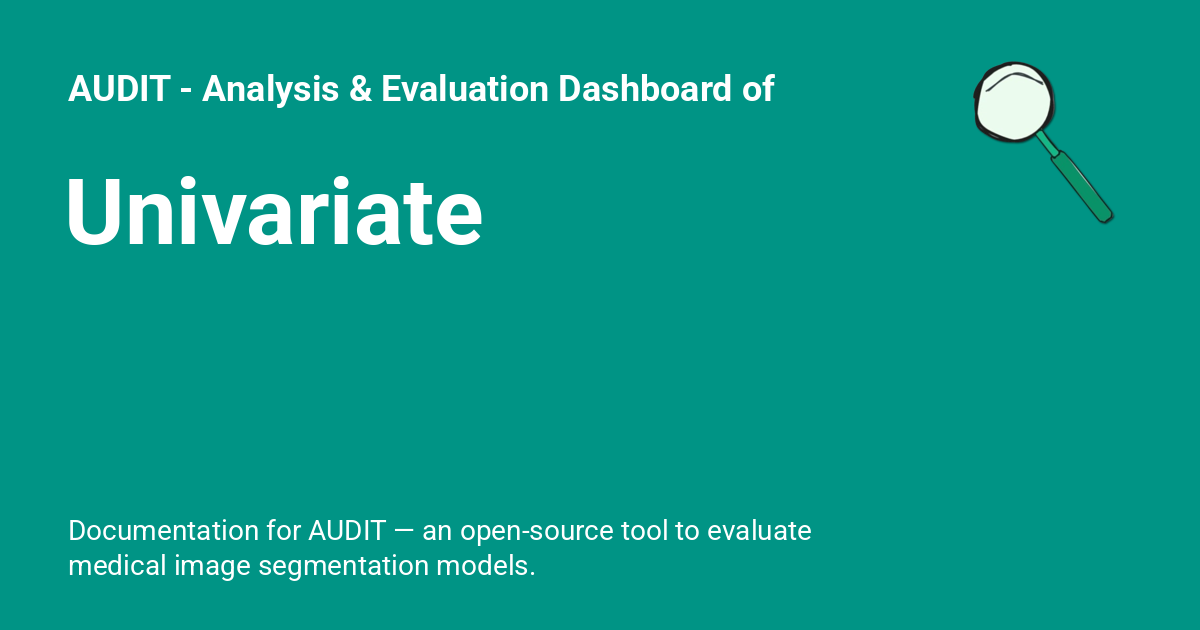 AUDIT - Analysis & Evaluation Dashboard of
Univariate
Documentation for AUDIT — an open-source tool to evaluate
medical image segmentation models.